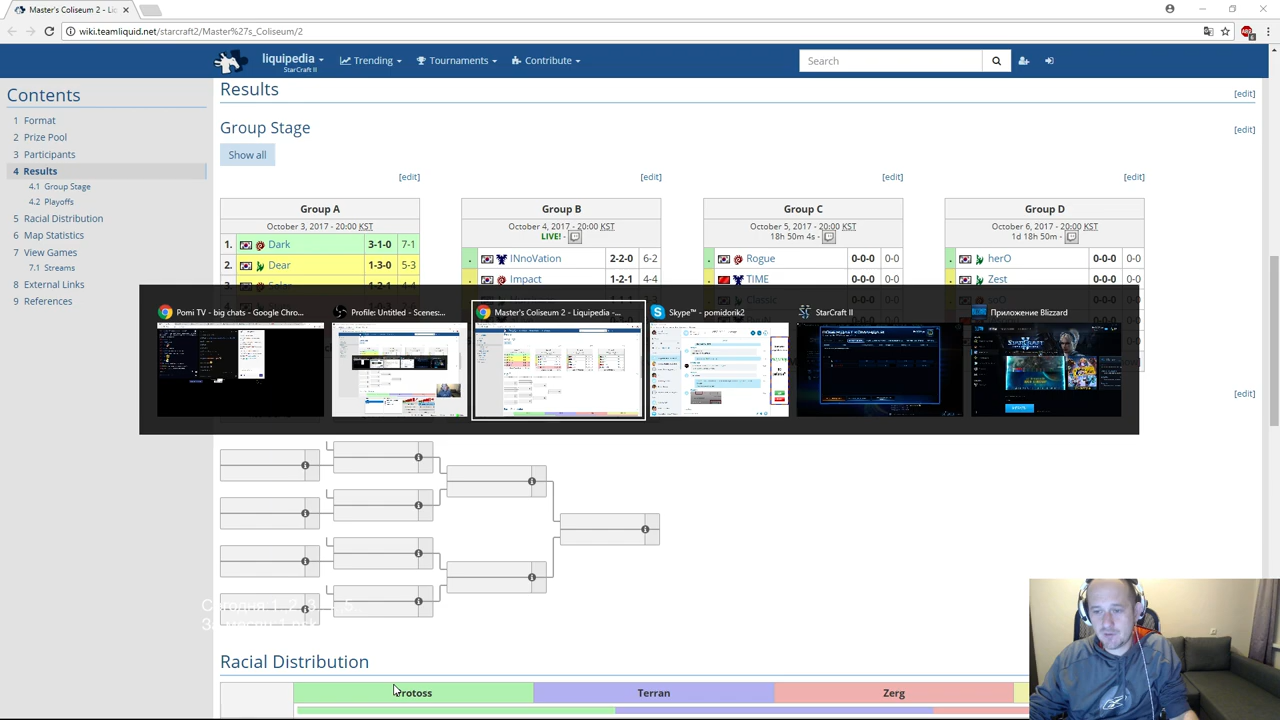 Master's Coliseum 2 - Liq
wiki.teamliquid.net/starcraft2/Master%27s_Coliseum/2
liquipedia
StarCraft II
Trending
Tournaments
Contribute
Search
Contents
1 Format
2 Prize Pool
3 Participants
4 Results
4.1 Group Stage
4.2 Playoffs
5 Racial Distribution
6 Map Statistics
7 View Games
7.1 Streams
8 External Links
9 References
Results
[edit]
Group Stage
[edit]
Show all
[edit]
[edit]
[edit]
[edit]
Group A
October 3, 2017 - 20:00 KST
1. Dark 3-1-0 7-1
2. Dear 1-3-0 5-3
Group B
October 4, 2017 - 20:00 KST
LIVE! -
. INnoVation 2-2-0 6-2
. Impact 1-2-1 4-4
Group C
October 5, 2017 - 20:00 KST
18h 50m 4s -
. Rogue 0-0-0 0-0
. TIME 0-0-0 0-0
Classic
Group D
October 6, 2017 - 20:00 KST
1d 18h 50m -
. herO 0-0-0 0-0
. Zest 0-0-0 0-0
Pomi TV - big chats - Google Chro...
Profile: Untitled - Scenes:...
Master's Coliseum 2 - Liquipedia -...
Skype™ - pomidorik2
StarCraft II
Приложение Blizzard
[edit]
Racial Distribution
Protoss
Terran
Zerg